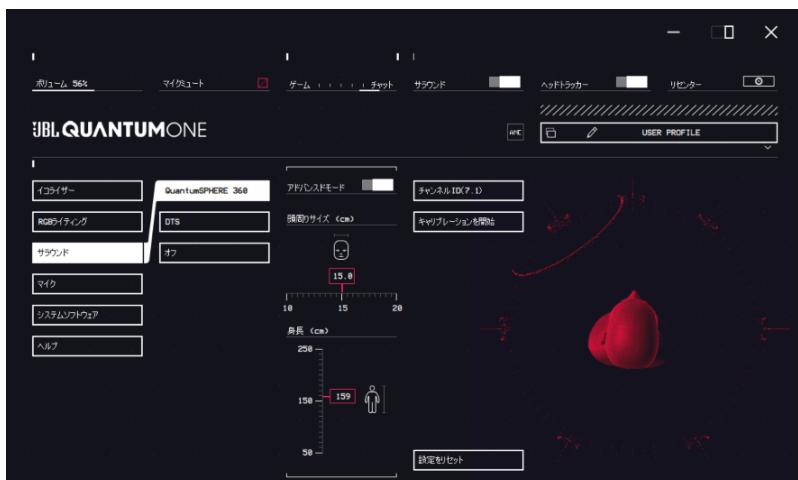 ボリューム 56%
マイクミュート
ゲーム
チャット
サラウンド
ヘッドトラッカー
リセンター
JBL QUANTUMONE
USER PROFILE
イコライザー
QuantumSPHERE 360
アドバンスドモード
チャンネル ID(7.1)
RGBライティング
DTS
頭周りサイズ (cm)
キャリブレーションを開始
サラウンド
オフ
マイク
15.0
10 15 20
システムソフトウェア
身長 (cm)
ヘルプ
250
159
150
50
設定をリセット